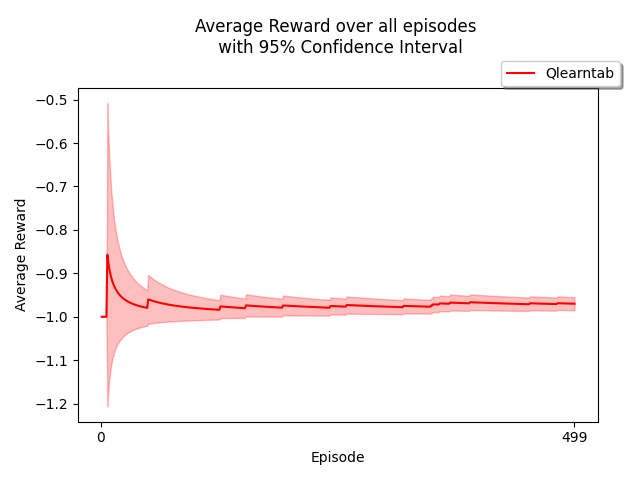 Average Reward over all episodes
with 95% Confidence Interval
Qlearntab
−0.5
−0.6
−0.7
−0.8
−0.9
−1.0
−1.1
−1.2
Average Reward
0
499
Episode